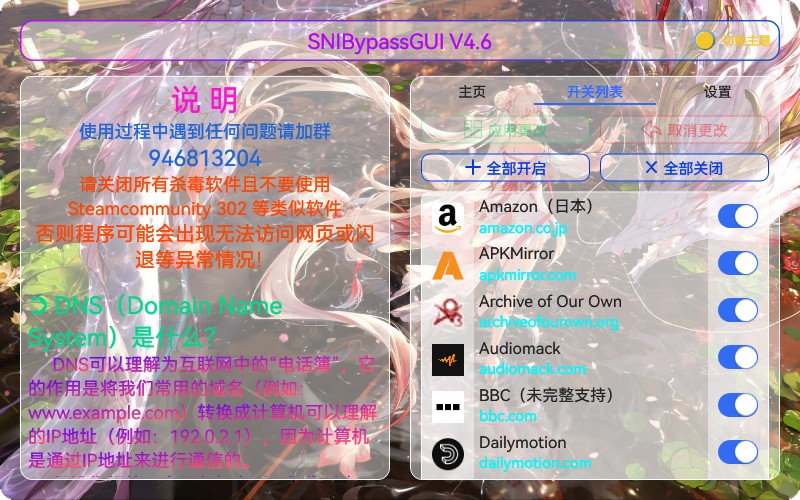 SNIBypassGUI V4.6
切换主题
说 明
使用过程中遇到任何问题请加群
946813204
请关闭所有杀毒软件且不要使用
Steamcommunity 302 等类似软件
否则程序可能会出现无法访问网页或闪
退等异常情况!
➲ DNS（Domain Name
System）是什么?
DNS可以理解为互联网中的“电话簿”，它
的作用是将我们常用的域名（例如:
www.example.com）转换成计算机可以理解
的IP地址（例如：192.0.2.1），因为计算机
是通过IP地址来进行通信的。
主页
开关列表
设置
应用更改
取消更改
全部开启
全部关闭
Amazon（日本）
amazon.co.jp
APKMirror
apkmirror.com
Archive of Our Own
archiveofourown.org
Audiomack
audiomack.com
BBC（未完整支持）
bbc.com
Dailymotion
dailymotion.com